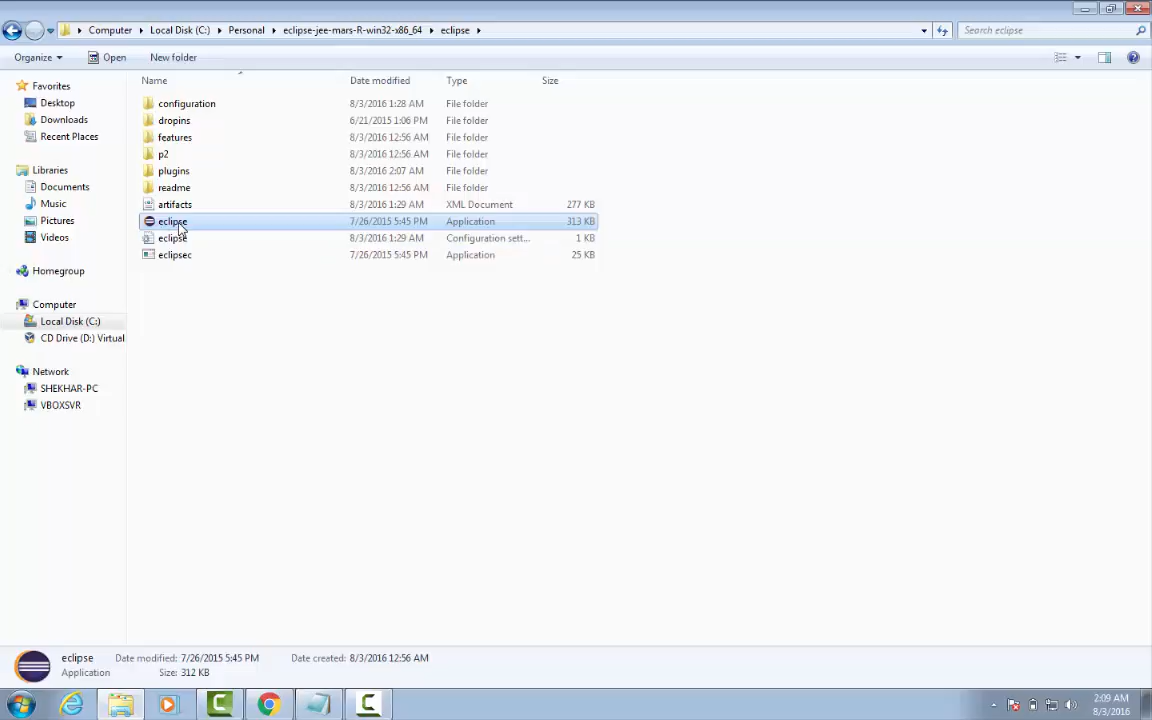 Computer Local Disk (C:) Personal eclipse-jee-mars-R-win32-x86_64 eclipse Search eclipse
Organize Open New folder
Name Date modified Type Size
Favorites
Desktop
Downloads
Recent Places
Libraries
Documents
Music
Pictures
Videos
Homegroup
Computer
Local Disk (C:)
CD Drive (D:) Virtual
Network
SHEKHAR-PC
VBOXSVR
configuration 8/3/2016 1:28 AM File folder
dropins 6/21/2015 1:06 PM File folder
features 8/3/2016 12:56 AM File folder
p2 8/3/2016 12:56 AM File folder
plugins 8/3/2016 2:07 AM File folder
readme 8/3/2016 12:56 AM File folder
artifacts 8/3/2016 1:29 AM XML Document 277 KB
eclipse 7/26/2015 5:45 PM Application 313 KB
eclipse 8/3/2016 1:29 AM Configuration sett... 1 KB
eclipsec 7/26/2015 5:45 PM Application 25 KB
eclipse Date modified: 7/26/2015 5:45 PM Date created: 8/3/2016 12:56 AM
Application Size: 312 KB
2:09 AM
8/3/2016